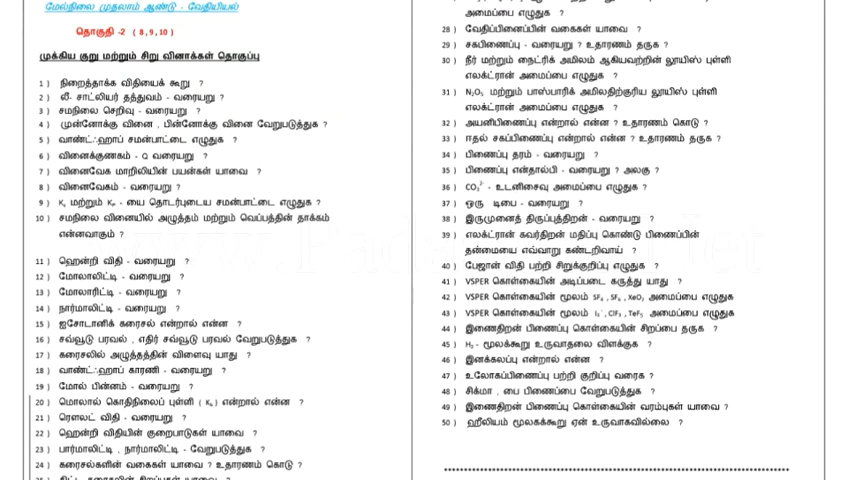 மேல்நிலை முதலாம் ஆண்டு - வேதியியல்
தொகுதி -2 ( 8,9,10 )
முக்கிய குறு மற்றும் சிறு வினாக்கள் தொகுப்பு
1 ) நிறைத்தாக்க விதியைக் கூறு ?
2 ) லீ- சாட்லியர் தத்துவம் - வரையறு ?
3 ) சமநிலை செறிவு - வரையறு ?
4 ) முன்னோக்கு வினை , பின்னோக்கு வினை வேறுபடுத்துக ?
5 ) வாண்ட்ஃஹாப் சமன்பாட்டை எழுதுக ?
6 ) வினைக்குணகம் - Q வரையறு ?
7 ) வினைவேக மாறிலியின் பயன்கள் யாவை ?
8 ) வினைவேகம் - வரையறு ?
9 ) K꜀ மற்றும் Kₚ - யை தொடர்புடைய சமன்பாட்டை எழுதுக ?
10 ) சமநிலை வினையில் அழுத்தம் மற்றும் வெப்பத்தின் தாக்கம்
என்னவாகும் ?
11 ) ஹென்றி விதி - வரையறு ?
12 ) மோலாலிட்டி - வரையறு ?
13 ) மோலாரிட்டி - வரையறு ?
14 ) நார்மாலிட்டி - வரையறு ?
15 ) ஐசோடானிக் கரைசல் என்றால் என்ன ?
16 ) சவ்வூடு பரவல் , எதிர் சவ்வூடு பரவல் வேறுபடுத்துக ?
17 ) கரைசலில் அழுத்தத்தின் விளைவு யாது ?
18 ) வாண்ட்ஃஹாப் காரணி - வரையறு ?
19 ) மோல் பின்னம் - வரையறு ?
20 ) மொலால் கொதிநிலைப் புள்ளி ( K_b ) என்றால் என்ன ?
21 ) ரௌலட் விதி - வரையறு ?
22 ) ஹென்றி விதியின் குறைபாடுகள் யாவை ?
23 ) பார்மாலிட்டி , நார்மாலிட்டி - வேறுபடுத்துக ?
24 ) கரைசல்களின் வகைகள் யாவை ? உதாரணம் கொடு ?
அமைப்பை எழுதுக ?
28 ) வேதிப்பினைப்பின் வகைகள் யாவை ?
29 ) சகபிணைப்பு - வரையறு ? உதாரணம் தருக ?
30 ) நீர் மற்றும் நைட்ரிக் அமிலம் ஆகியவற்றின் லூயிஸ் புள்ளி
எலக்ட்ரான் அமைப்பை எழுதுக ?
31 ) N₂O₅ மற்றும் பாஸ்பாரிக் அமிலதிற்குரிய லூயிஸ் புள்ளி
எலக்ட்ரான் அமைப்பை எழுதுக ?
32 ) அயனிபிணைப்பு என்றால் என்ன ? உதாரணம் கொடு ?
33 ) ஈதல் சகப்பிணைப்பு என்றால் என்ன ? உதாரணம் தருக ?
34 ) பிணைப்பு தரம் - வரையறு ?
35 ) பிணைப்பு என்தால்பி - வரையறு ? அலகு ?
36 ) CO₃²⁻ - உடனிசைவு அமைப்பை எழுதுக ?
37 ) ஒரு டிபை - வரையறு ?
38 ) இருமுனைத் திருப்புத்திறன் - வரையறு ?
39 ) எலக்ரான் கவர்திறன் மதிப்பு கொண்டு பிணைப்பின்
தன்மையை எவ்வாறு கண்டறிவாய் ?
40 ) பேஜான் விதி பற்றி சிறுக்குறிப்பு எழுதுக ?
41 ) VSPER கொள்கையின் அடிப்படை கருத்து யாது ?
42 ) VSPER கொள்கையின் மூலம் SF₄ , SF₆ , XeO₃ அமைப்பை எழுதுக
43 ) VSPER கொள்கையின் மூலம் I₃⁻ , ClF₃ , TeF₅ அமைப்பை எழுதுக
44 ) இணைதிறன் பிணைப்பு கொள்கையின் சிறப்பை தருக ?
45 ) H₂ - மூலக்கூறு உருவாதலை விளக்குக ?
46 ) இனக்கலப்பு என்றால் என்ன ?
47 ) உலோகப்பிணைப்பு பற்றி குறிப்பு வரைக ?
48 ) சிக்மா , பை பிணைப்பை வேறுபடுத்துக ?
49 ) இணைதிறன் பிணைப்பு கொள்கையின் வரம்புகள் யாவை ?
50 ) ஹீலியம் மூலகக்கூறு ஏன் உருவாகவில்லை ?